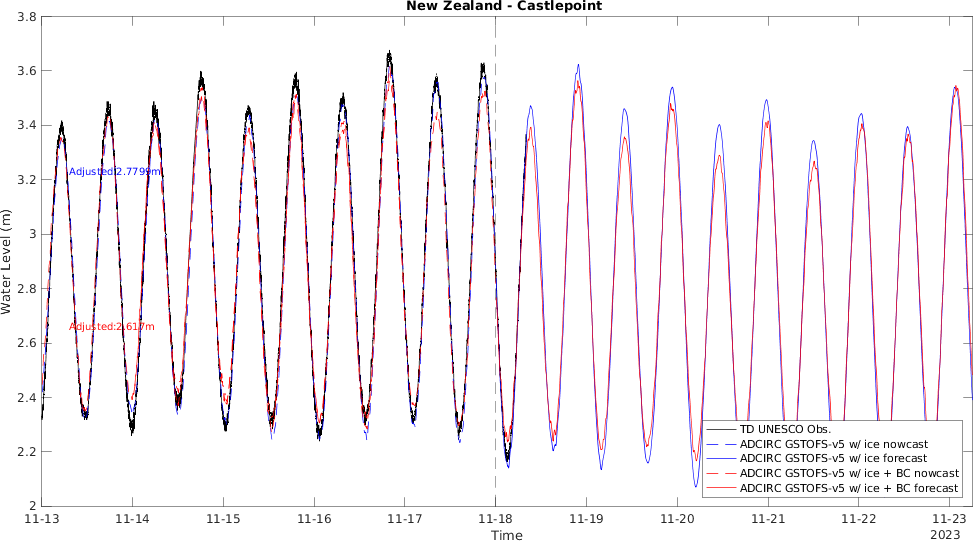 New Zealand - Castlepoint
3.8
3.6
3.4
3.2
3
2.8
2.6
2.4
2.2
2
Water Level (m)
Adjusted:2.7799m
Adjusted:2.617m
TD UNESCO Obs.
ADCIRC GSTOFS-v5 w/ ice nowcast
ADCIRC GSTOFS-v5 w/ ice forecast
ADCIRC GSTOFS-v5 w/ ice + BC nowcast
ADCIRC GSTOFS-v5 w/ ice + BC forecast
11-13 11-14 11-15 11-16 11-17 11-18 11-19 11-20 11-21 11-22 11-23
Time
2023